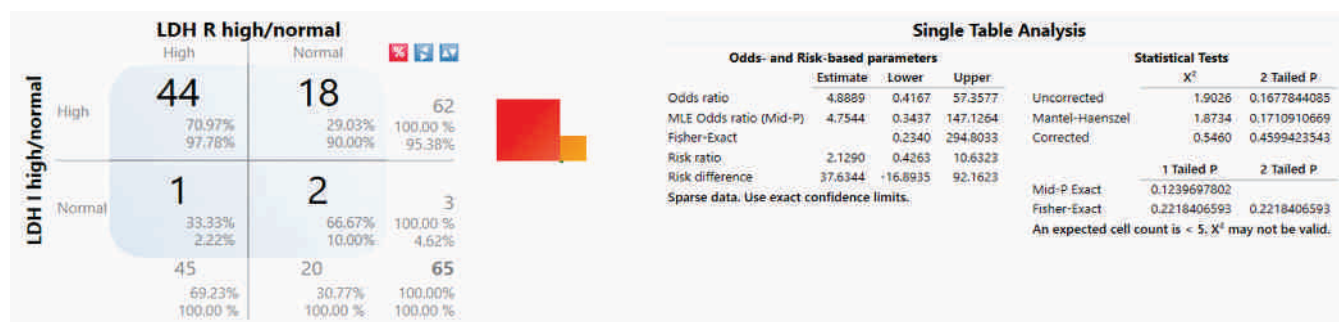 LDH R high/normal
High Normal %
LDH I high/normal
High 44 18 62
70.97% 29.03% 100.00 %
97.78% 90.00% 95.38%
Normal 1 2 3
33.33% 66.67% 100.00 %
2.22% 10.00% 4.62%
45 20 65
69.23% 30.77% 100.00%
100.00 % 100.00 % 100.00 %
Single Table Analysis
Odds- and Risk-based parameters
Estimate Lower Upper
Odds ratio 4.8889 0.4167 57.3577
MLE Odds ratio (Mid-P) 4.7544 0.3437 147.1264
Fisher-Exact 0.2340 294.8033
Risk ratio 2.1290 0.4263 10.6323
Risk difference 37.6344 -16.8935 92.1623
Sparse data. Use exact confidence limits.
Statistical Tests
X² 2 Tailed P
Uncorrected 1.9026 0.1677844085
Mantel-Haenszel 1.8734 0.1710910669
Corrected 0.5460 0.4599423543
1 Tailed P 2 Tailed P
Mid-P Exact 0.1239697802
Fisher-Exact 0.2218406593 0.2218406593
An expected cell count is < 5. X² may not be valid.